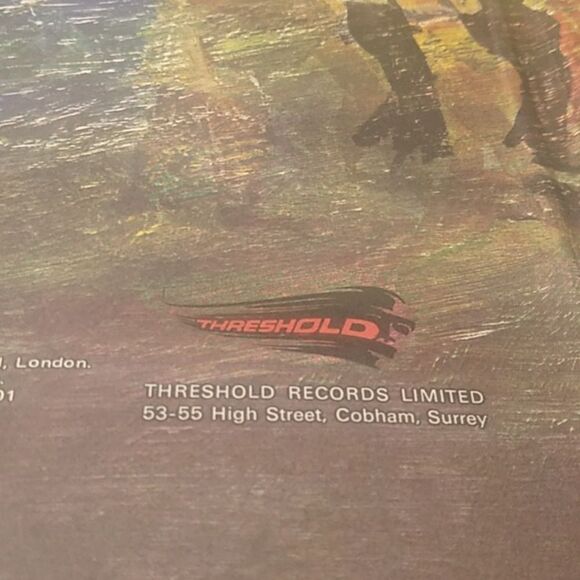 THRESHOLD
, London.
01
THRESHOLD RECORDS LIMITED
53-55 High Street, Cobham, Surrey